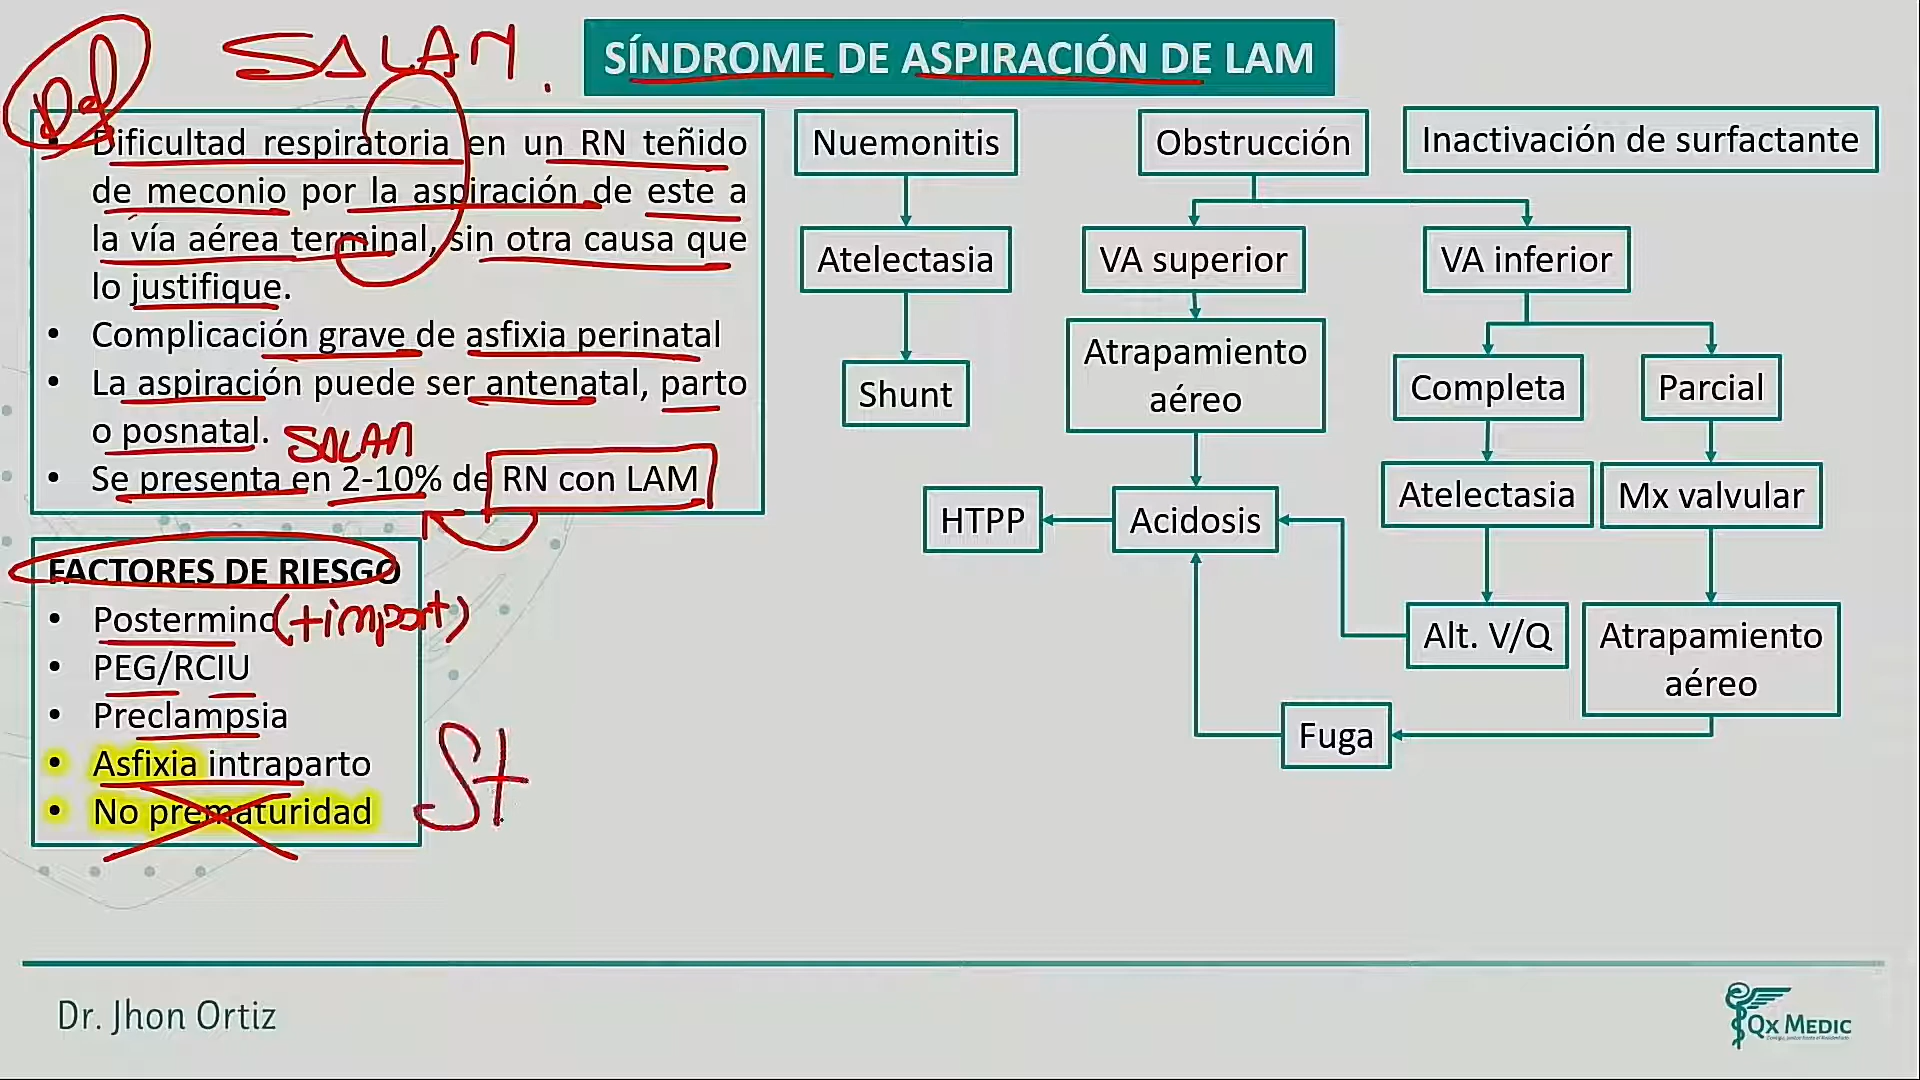 Def
SALAM.
SÍNDROME DE ASPIRACIÓN DE LAM
• Dificultad respiratoria en un RN teñido
de meconio por la aspiración de este a
la vía aérea terminal, sin otra causa que
lo justifique.
• Complicación grave de asfixia perinatal
• La aspiración puede ser antenatal, parto
o posnatal. SALAM
• Se presenta en 2-10% de RN con LAM
FACTORES DE RIESGO
• Postermino (+import)
• PEG/RCIU
• Preclampsia
• Asfixia intraparto
• No prematuridad
St
Nuemonitis
Atelectasia
Shunt
Obstrucción
VA superior
Atrapamiento
aéreo
Acidosis
HTPP
VA inferior
Completa
Atelectasia
Alt. V/Q
Parcial
Mx valvular
Atrapamiento
aéreo
Fuga
Inactivación de surfactante
Dr. Jhon Ortiz
QX MEDIC